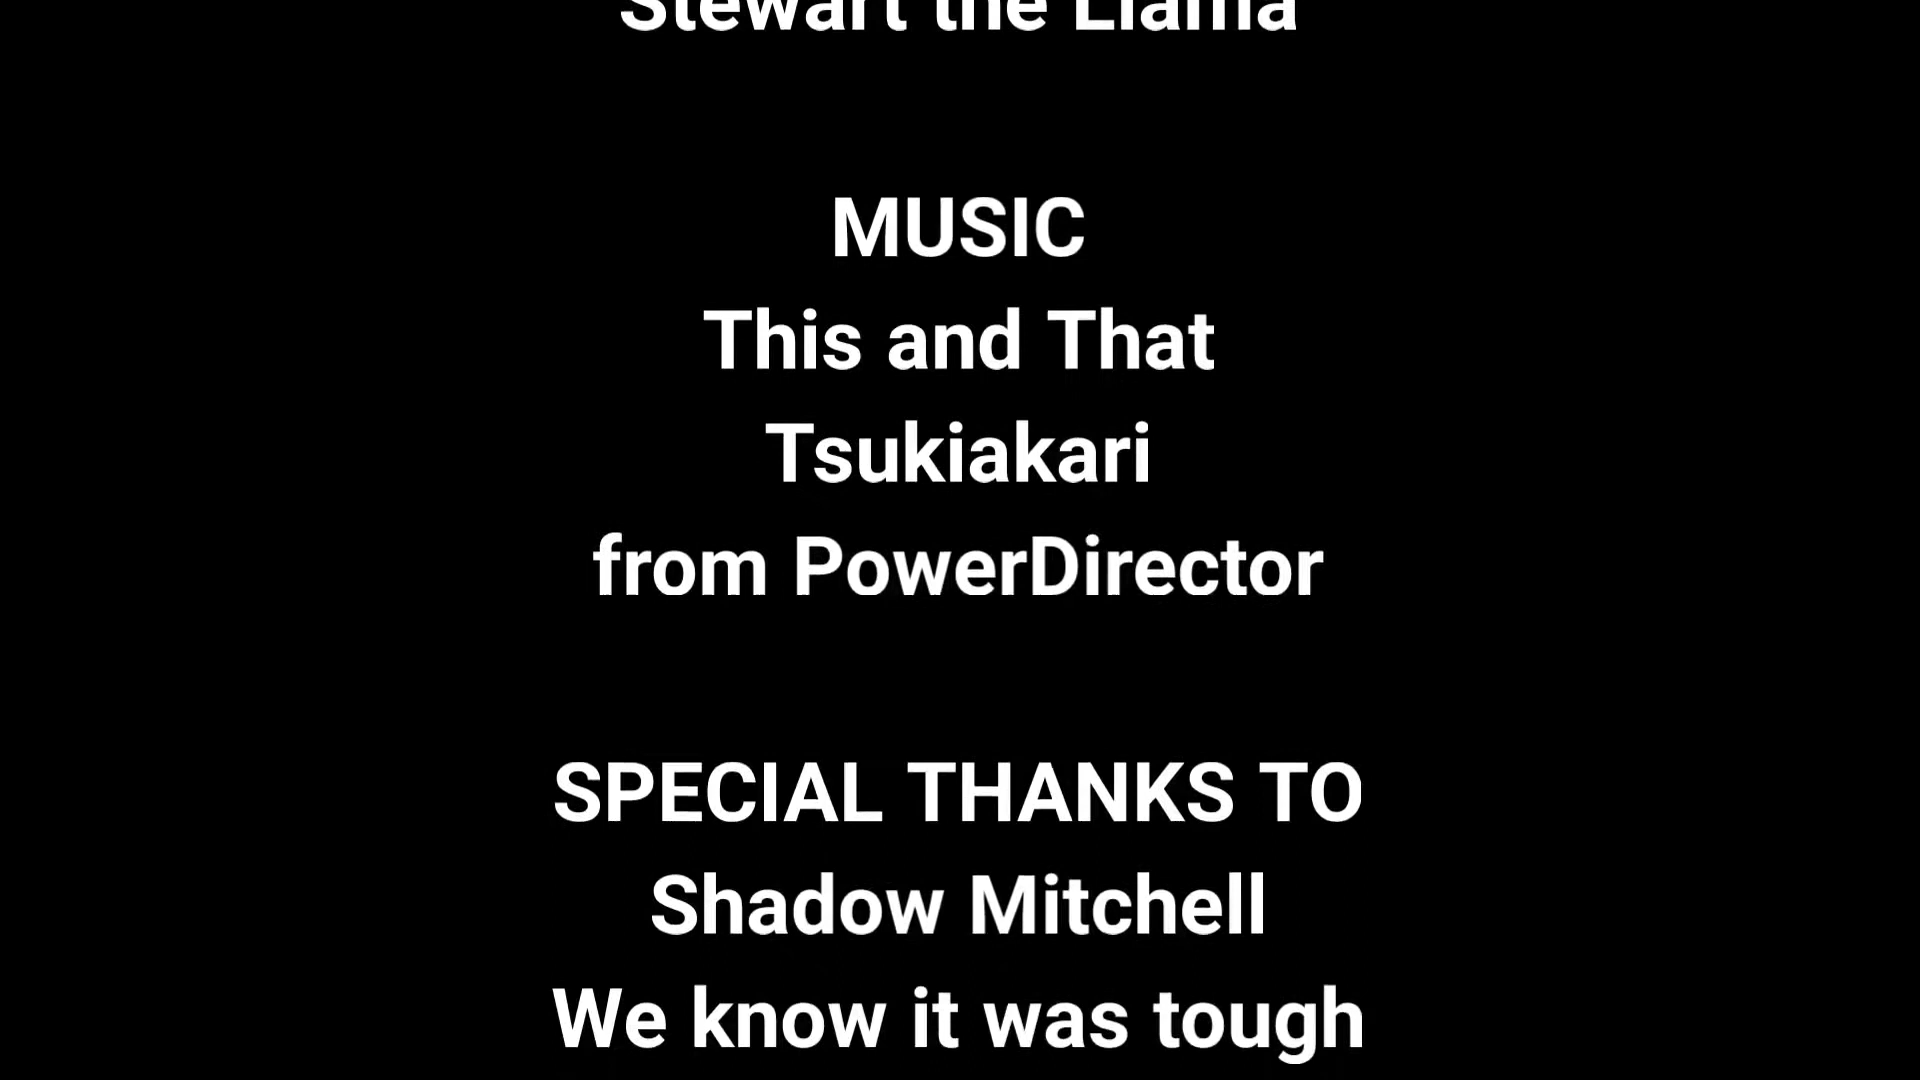 Stewart the Llama
MUSIC
This and That
Tsukiakari
from PowerDirector
SPECIAL THANKS TO
Shadow Mitchell
We know it was tough